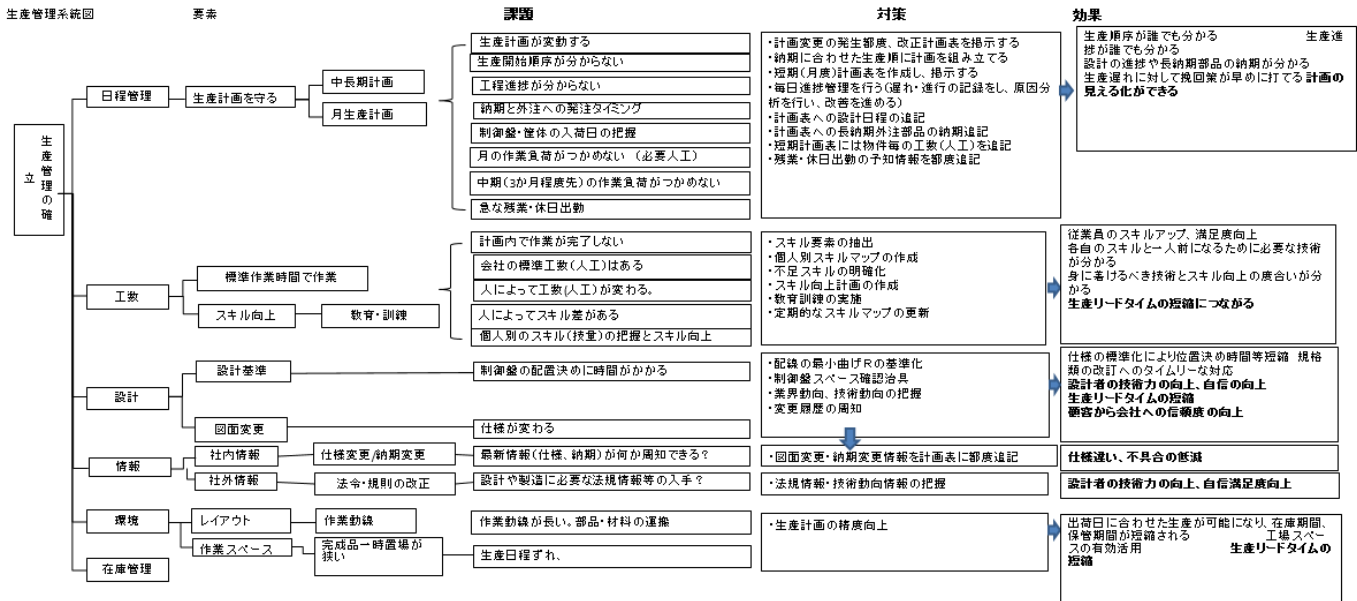 生産管理系統図
要素
課題
対策
効果
生産管理の確立
日程管理
生産計画を守る
中長期計画
月生産計画
生産計画が変動する
生産開始順序が分からない
工程進捗が分からない
納期と外注への発注タイミング
制御盤・筐体の入荷日の把握
月の作業負荷がつかめない (必要人工)
中期(3か月程度先)の作業負荷がつかめない
急な残業・休日出勤
・計画変更の発生都度、改正計画表を掲示する
・納期に合わせた生産順に計画を組み立てる
・短期(月度)計画表を作成し、掲示する
・毎日進捗管理を行う(遅れ・進行の記録をし、原因分
析を行い、改善を進める)
・計画表への設計日程の追記
・計画表への長納期外注部品の納期追記
・短期計画表には物件毎の工数(人工)を追記
・残業・休日出勤の予知情報を都度追記
生産順序が誰でも分かる 生産進
捗が誰でも分かる
設計の進捗や長納期部品の納期が分かる
生産遅れに対して挽回策が早めに打てる 計画の
見える化ができる
工数
標準作業時間で作業
スキル向上
教育・訓練
計画内で作業が完了しない
会社の標準工数(人工)はある
人によって工数(人工)が変わる。
人によってスキル差がある
個人別のスキル(技量)の把握とスキル向上
・スキル要素の抽出
・個人別スキルマップの作成
・不足スキルの明確化
・スキル向上計画の作成
・教育訓練の実施
・定期的なスキルマップの更新
従業員のスキルアップ、満足度向上
各自のスキルと一人前になるために必要な技術
が分かる
身に着けるべき技術とスキル向上の度合いが分
かる
生産リードタイムの短縮につながる
設計
設計基準
図面変更
制御盤の配置決めに時間がかかる
仕様が変わる
・配線の最小曲げRの基準化
・制御盤スペース確認治具
・業界動向、技術動向の把握
・変更履歴の周知
仕様の標準化により位置決め時間等短縮 規格
類の改訂へのタイムリーな対応
設計者の技術力の向上、自信の向上
生産リードタイムの短縮
顧客から会社への信頼度の向上
情報
社内情報
仕様変更/納期変更
最新情報(仕様、納期)が何か周知できる?
・図面変更・納期変更情報を計画表に都度追記
仕様違い、不具合の低減
社外情報
法令・規則の改正
設計や製造に必要な法規情報等の入手?
・法規情報・技術動向情報の把握
設計者の技術力の向上、自信満足度向上
環境
レイアウト
作業動線
作業動線が長い。部品・材料の運搬
作業スペース
完成品一時置場が
狭い
生産日程ずれ、
・生産計画の精度向上
出荷日に合わせた生産が可能になり、在庫期間、
保管期間が短縮される 工場スペー
スの有効活用 生産リードタイムの
短縮
在庫管理